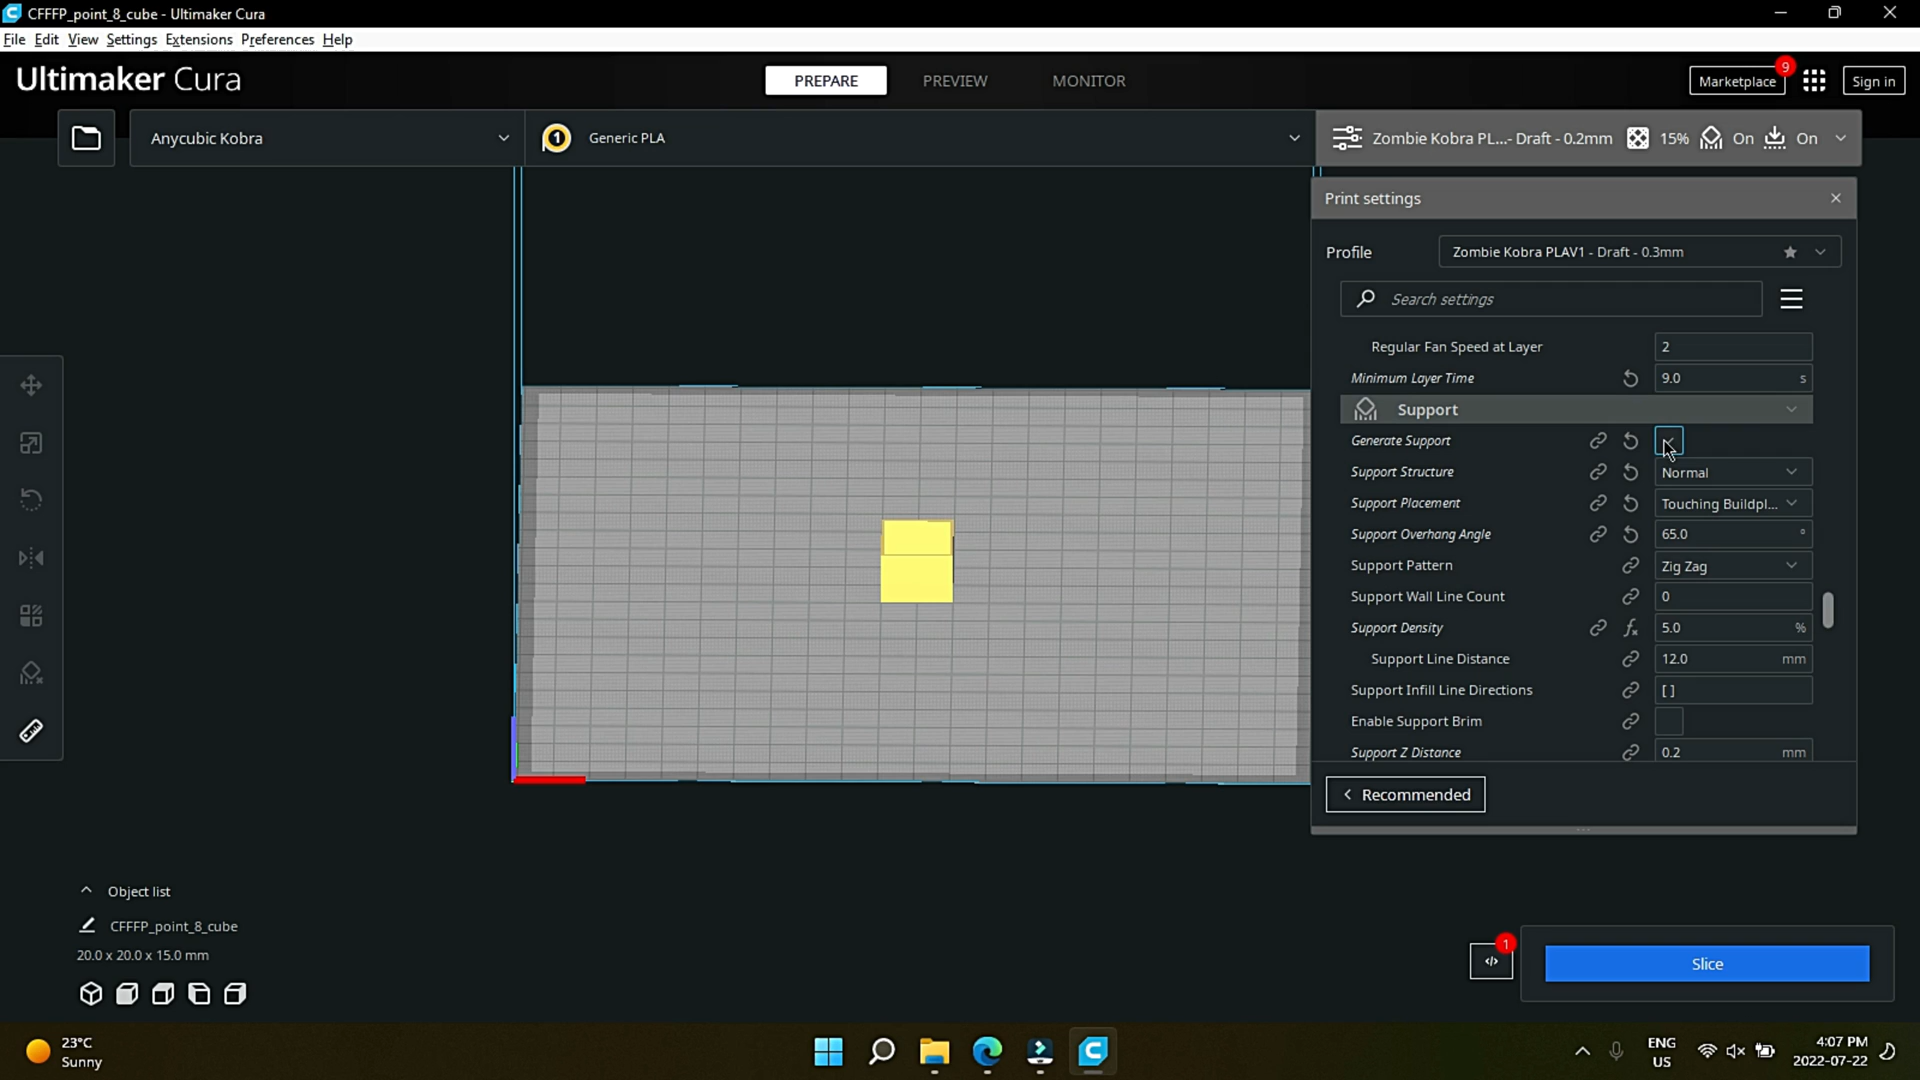 CFFFP_point_8_cube - Ultimaker Cura
File Edit View Settings Extensions Preferences Help
Ultimaker Cura
PREPARE
PREVIEW
MONITOR
Marketplace
9
Sign in
Anycubic Kobra
1
Generic PLA
Zombie Kobra PL...- Draft - 0.2mm
15%
On
On
Print settings
Profile
Zombie Kobra PLAV1 - Draft - 0.3mm
Search settings
Regular Fan Speed at Layer 2
Minimum Layer Time 9.0 s
Support
Generate Support
Support Structure Normal
Support Placement Touching Buildpl...
Support Overhang Angle 65.0 °
Support Pattern Zig Zag
Support Wall Line Count 0
Support Density fx 5.0 %
Support Line Distance 12.0 mm
Support Infill Line Directions [ ]
Enable Support Brim
Support Z Distance 0.2 mm
Recommended
Object list
CFFFP_point_8_cube
20.0 x 20.0 x 15.0 mm
</>
1
Slice
23°C
Sunny
ENG
US
4:07 PM
2022-07-22